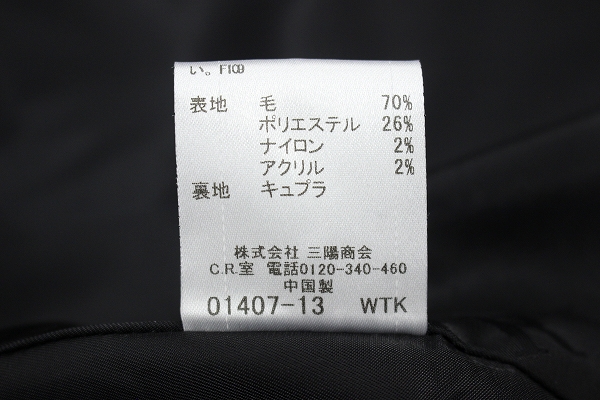 い。F109
表地 毛 70%
ポリエステル 26%
ナイロン 2%
アクリル 2%
裏地 キュプラ
株式会社 三陽商会
C.R.室 電話0120-340-460
中国製
01407-13 WTK